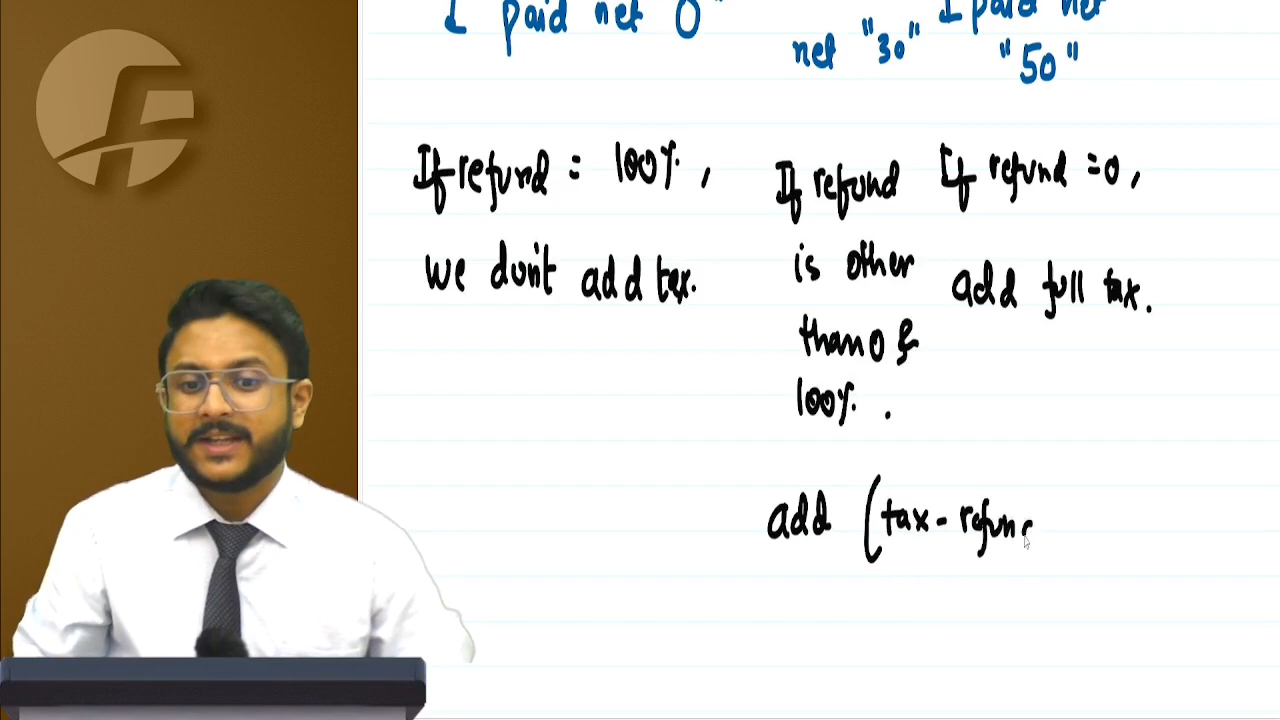 I paid net 0"
net "30"
I paid net
"50"
If refund = 100%,
we don't add tax.
If refund
is other
than 0 &
100%.
add (tax - refun
If refund = 0,
add full tax.